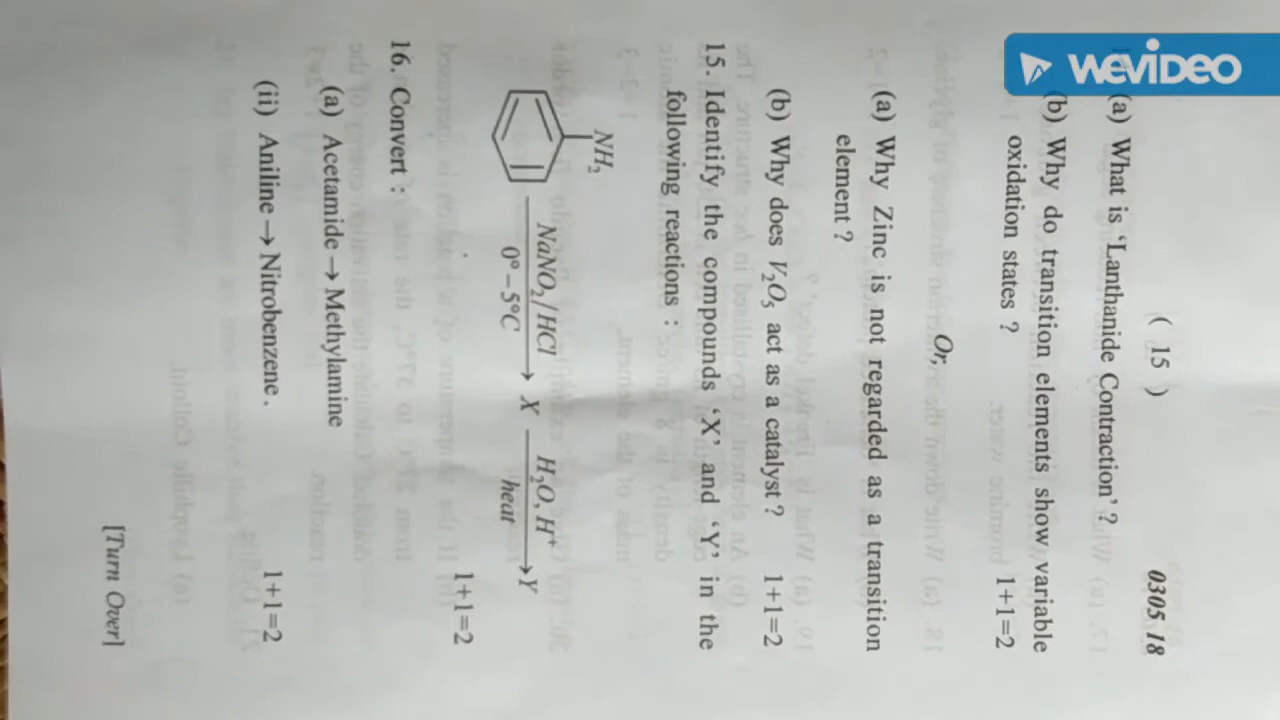 WEVIDEO
( 15 ) 0305 18
(a) What is 'Lanthanide Contraction' ?
(b) Why do transition elements show variable
oxidation states ? 1+1=2
Or,
(a) Why Zinc is not regarded as a transition
element ?
(b) Why does V₂O₅ act as a catalyst ? 1+1=2
15. Identify the compounds 'X' and 'Y' in the
following reactions :
NH₂
NaNO₂/HCl
0° – 5°C
→ X
H₂O, H⁺
heat
→ Y
1+1=2
16. Convert :
(a) Acetamide → Methylamine
(ii) Aniline → Nitrobenzene. 1+1=2
[Turn Over]